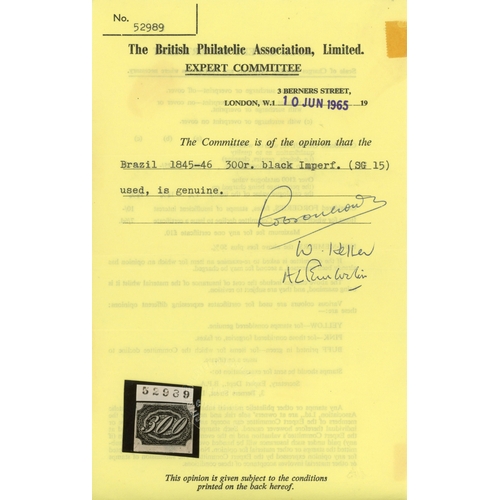 No. 52989
The British Philatelic Association, Limited.
EXPERT COMMITTEE
3 BERNERS STREET,
LONDON, W.1 10 JUN 1965 19
The Committee is of the opinion that the
Brazil 1845-46 300r. black Imperf. (SG 15)
used, is genuine.
52989
300
This opinion is given subject to the conditions
printed on the back hereof.